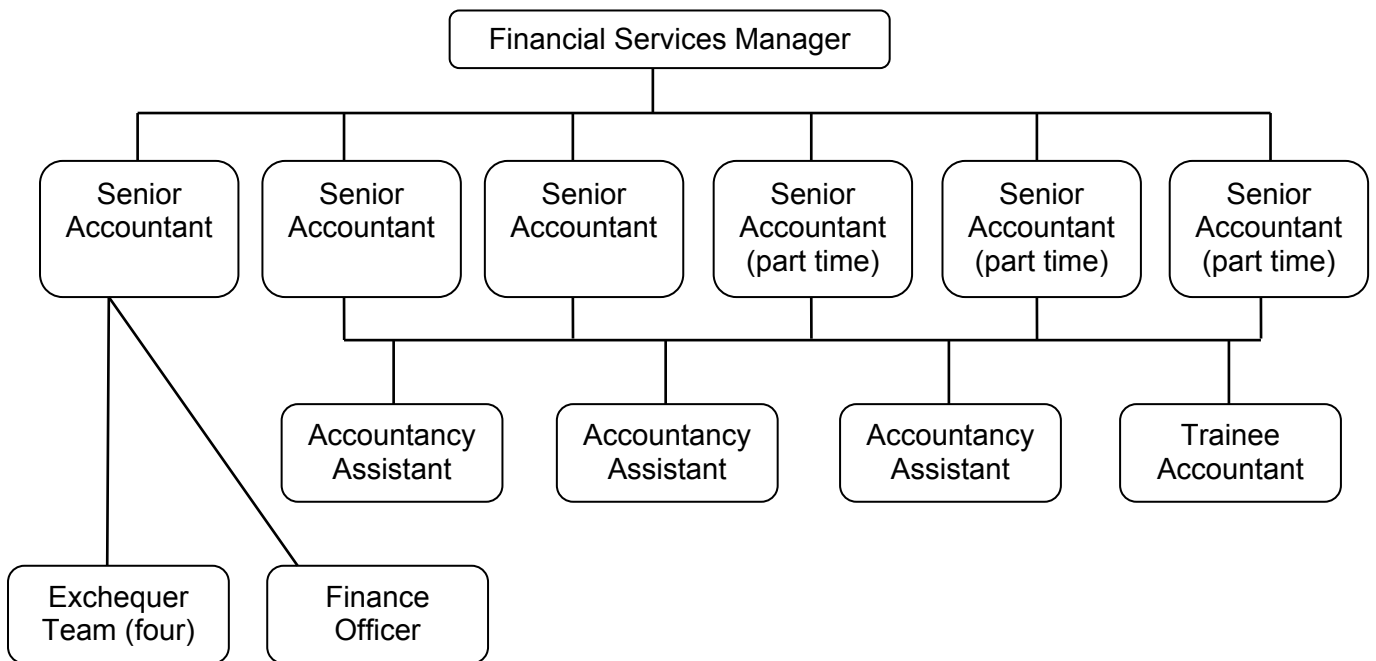 Financial Services Manager
Senior
Accountant
Senior
Accountant
Senior
Accountant
Senior
Accountant
(part time)
Senior
Accountant
(part time)
Senior
Accountant
(part time)
Accountancy
Assistant
Accountancy
Assistant
Accountancy
Assistant
Trainee
Accountant
Exchequer
Team (four)
Finance
Officer